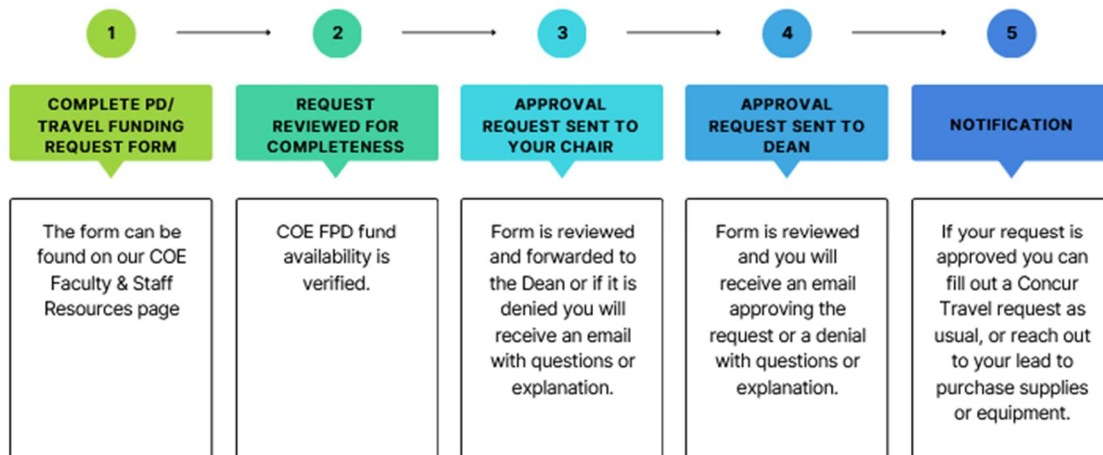 1
2
3
4
5
COMPLETE PD/
TRAVEL FUNDING
REQUEST FORM
REQUEST
REVIEWED FOR
COMPLETENESS
APPROVAL
REQUEST SENT TO
YOUR CHAIR
APPROVAL
REQUEST SENT TO
DEAN
NOTIFICATION
The form can be
found on our COE
Faculty & Staff
Resources page
COE FPD fund
availability is
verified.
Form is reviewed
and forwarded to
the Dean or if it is
denied you will
receive an email
with questions or
explanation.
Form is reviewed
and you will
receive an email
approving the
request or a denial
with questions or
explanation.
If your request is
approved you can
fill out a Concur
Travel request as
usual, or reach out
to your lead to
purchase supplies
or equipment.